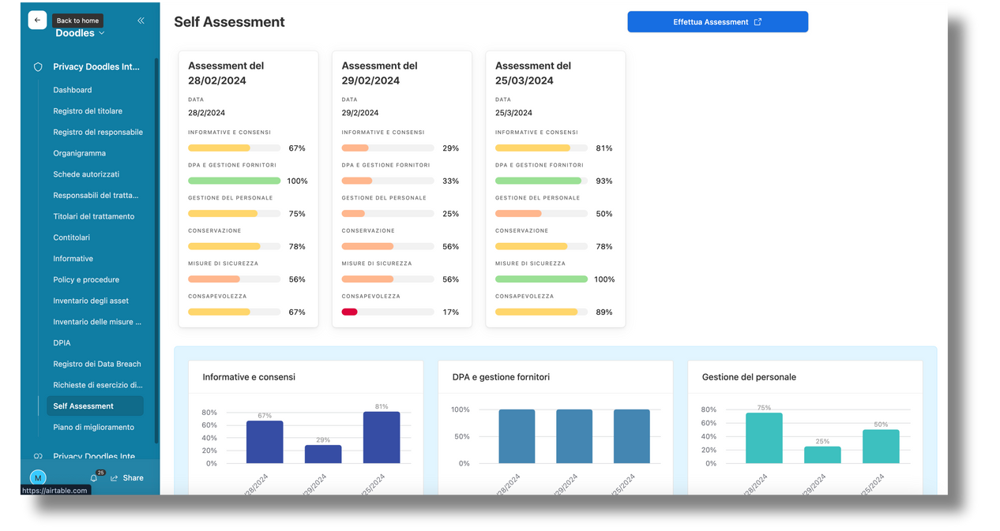 Back to home
Doodles
Privacy Doodles Int...
Dashboard
Registro del titolare
Registro del responsabile
Organigramma
Schede autorizzati
Responsabili del tratta...
Titolari del trattamento
Contitolari
Informative
Policy e procedure
Inventario degli asset
Inventario delle misure ...
DPIA
Registro dei Data Breach
Richieste di esercizio di...
Self Assessment
Piano di miglioramento
Privacy Doodles Inte
M
25
Share
https://airtable.com
Self Assessment
Effettua Assessment
Assessment del
28/02/2024
DATA
28/2/2024
INFORMATIVE E CONSENSI
67%
DPA E GESTIONE FORNITORI
100%
GESTIONE DEL PERSONALE
75%
CONSERVAZIONE
78%
MISURE DI SICUREZZA
56%
CONSAPEVOLEZZA
67%
Assessment del
29/02/2024
DATA
29/2/2024
INFORMATIVE E CONSENSI
29%
DPA E GESTIONE FORNITORI
33%
GESTIONE DEL PERSONALE
25%
CONSERVAZIONE
56%
MISURE DI SICUREZZA
56%
CONSAPEVOLEZZA
17%
Assessment del
25/03/2024
DATA
25/3/2024
INFORMATIVE E CONSENSI
81%
DPA E GESTIONE FORNITORI
93%
GESTIONE DEL PERSONALE
50%
CONSERVAZIONE
78%
MISURE DI SICUREZZA
100%
CONSAPEVOLEZZA
89%
Informative e consensi
80%
60%
40%
20%
0%
67%
29%
81%
/28/2024
/29/2024
/25/2024
DPA e gestione fornitori
100%
50%
0%
/28/2024
/29/2024
/25/2024
Gestione del personale
80%
60%
40%
20%
0%
75%
25%
50%
/28/2024
/29/2024
/25/2024